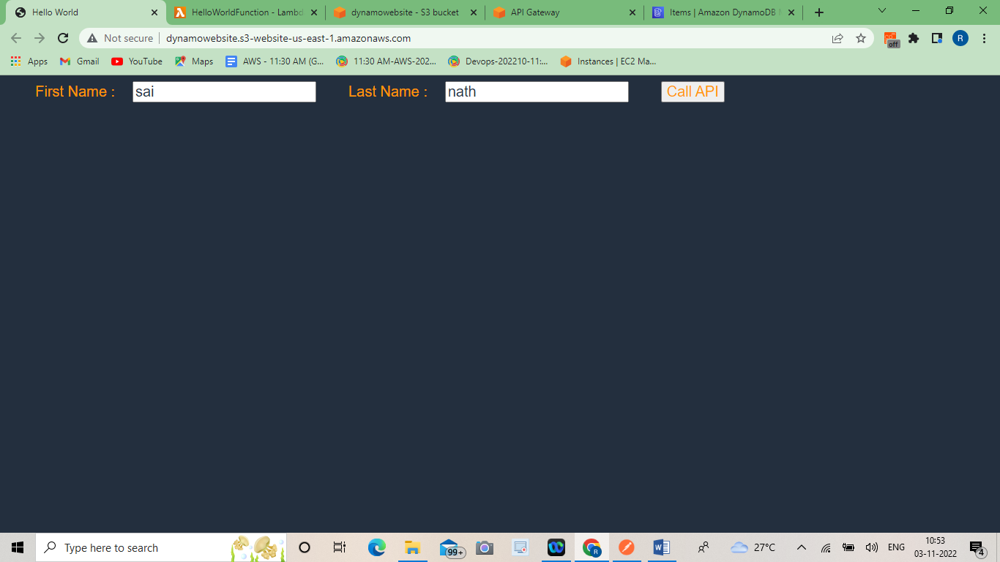 Hello World
HelloWorldFunction - Lambd
dynamowebsite - S3 bucket
API Gateway
Items | Amazon DynamoDB
Not secure
dynamowebsite.s3-website-us-east-1.amazonaws.com
off
R
Apps
Gmail
YouTube
Maps
AWS - 11:30 AM (G...
11:30 AM-AWS-202...
Devops-202210-11:...
Instances | EC2 Ma...
First Name : sai Last Name : nath Call API
Type here to search
99+
R
27°C
ENG
10:53
03-11-2022
4